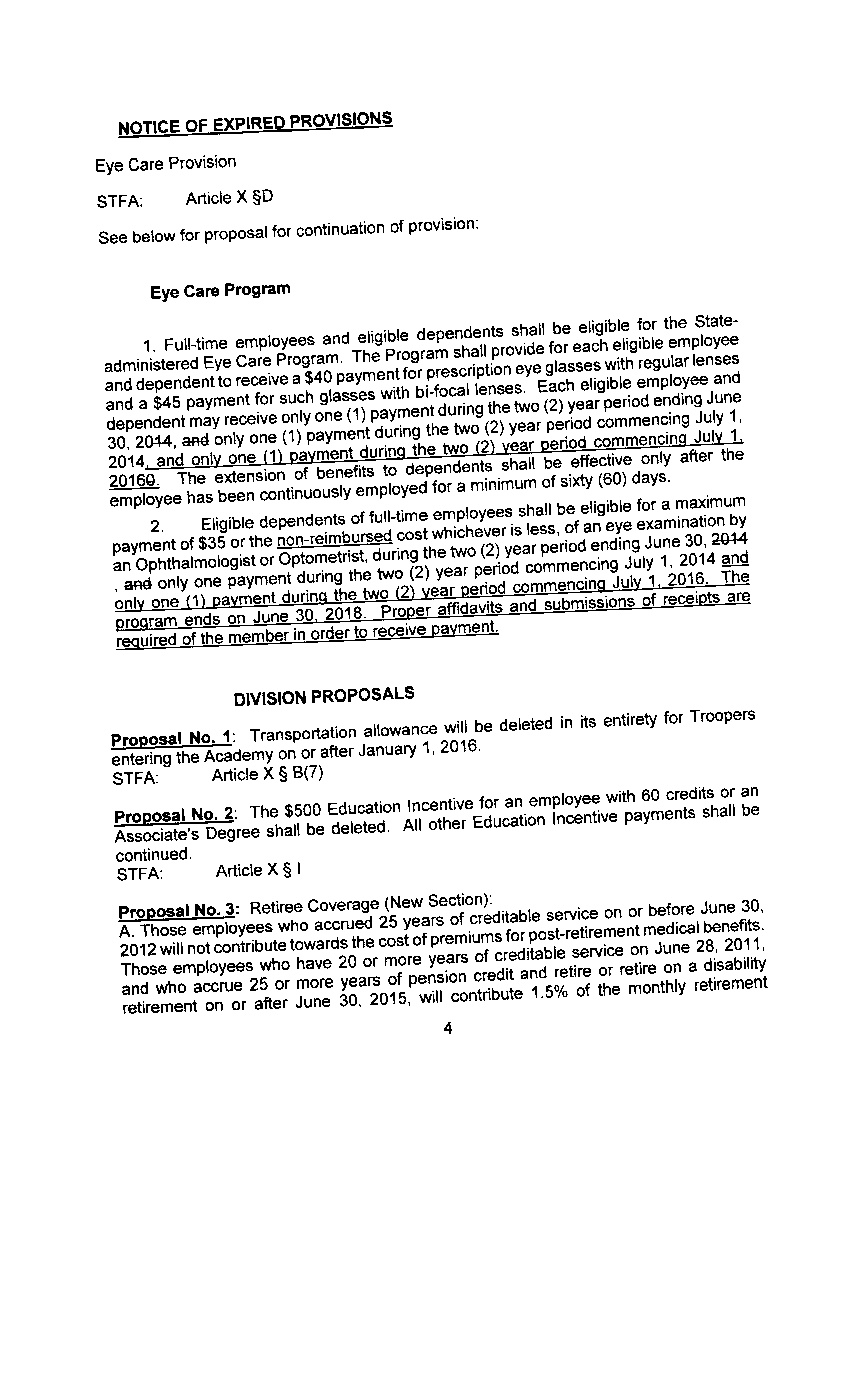 NOTICE OF EXPIRED PROVISIONS
Eye Care Provision
STFA: Article X §D
See below for proposal for continuation of provision:
Eye Care Program
1. Full-time employees and eligible dependents shall be eligible for the State-
administered Eye Care Program. The Program shall provide for each eligible employee
and dependent to receive a $40 payment for prescription eye glasses with regular lenses
and a $45 payment for such glasses with bi-focal lenses. Each eligible employee and
dependent may receive only one (1) payment during the two (2) year period ending June
30, 2014, and only one (1) payment during the two (2) year period commencing July 1,
2014, and only one (1) payment during the two (2) year period commencing July 1,
20160. The extension of benefits to dependents shall be effective only after the
employee has been continuously employed for a minimum of sixty (60) days.
2. Eligible dependents of full-time employees shall be eligible for a maximum
payment of $35 or the non-reimbursed cost whichever is less, of an eye examination by
an Ophthalmologist or Optometrist, during the two (2) year period ending June 30, 2014
, and only one payment during the two (2) year period commencing July 1, 2014 and
only one (1) payment during the two (2) year period commencing July 1, 2016. The
program ends on June 30, 2018. Proper affidavits and submissions of receipts are
required of the member in order to receive payment.
DIVISION PROPOSALS
Proposal No. 1: Transportation allowance will be deleted in its entirety for Troopers
entering the Academy on or after January 1, 2016.
STFA: Article X § B(7)
Proposal No. 2: The $500 Education Incentive for an employee with 60 credits or an
Associate's Degree shall be deleted. All other Education Incentive payments shall be
continued.
STFA: Article X § I
Proposal No. 3: Retiree Coverage (New Section):
A. Those employees who accrued 25 years of creditable service on or before June 30,
2012 will not contribute towards the cost of premiums for post-retirement medical benefits.
Those employees who have 20 or more years of creditable service on June 28, 2011,
and who accrue 25 or more years of pension credit and retire or retire on a disability
retirement on or after June 30, 2015, will contribute 1.5% of the monthly retirement
4